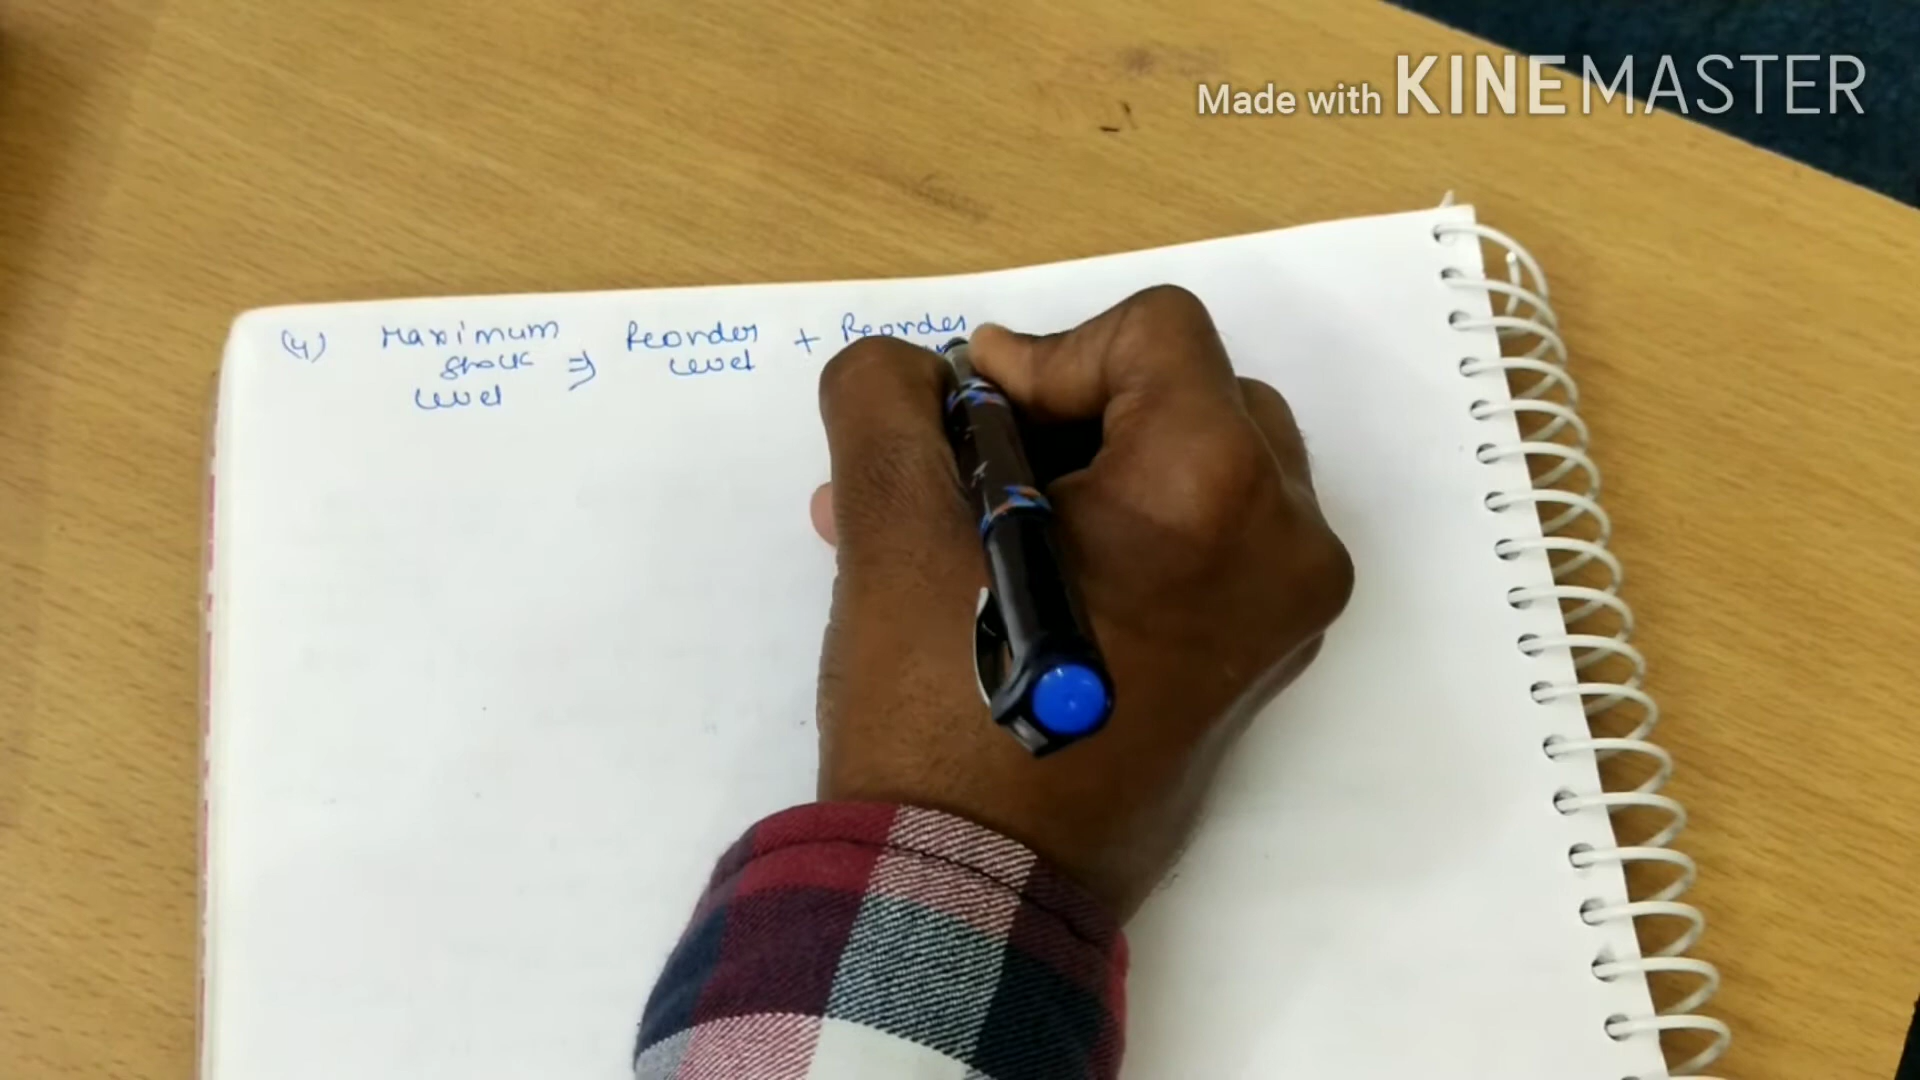 Made with KINEMASTER
(4) Maximum Reorder + Reorder
stock ⇒ level
level